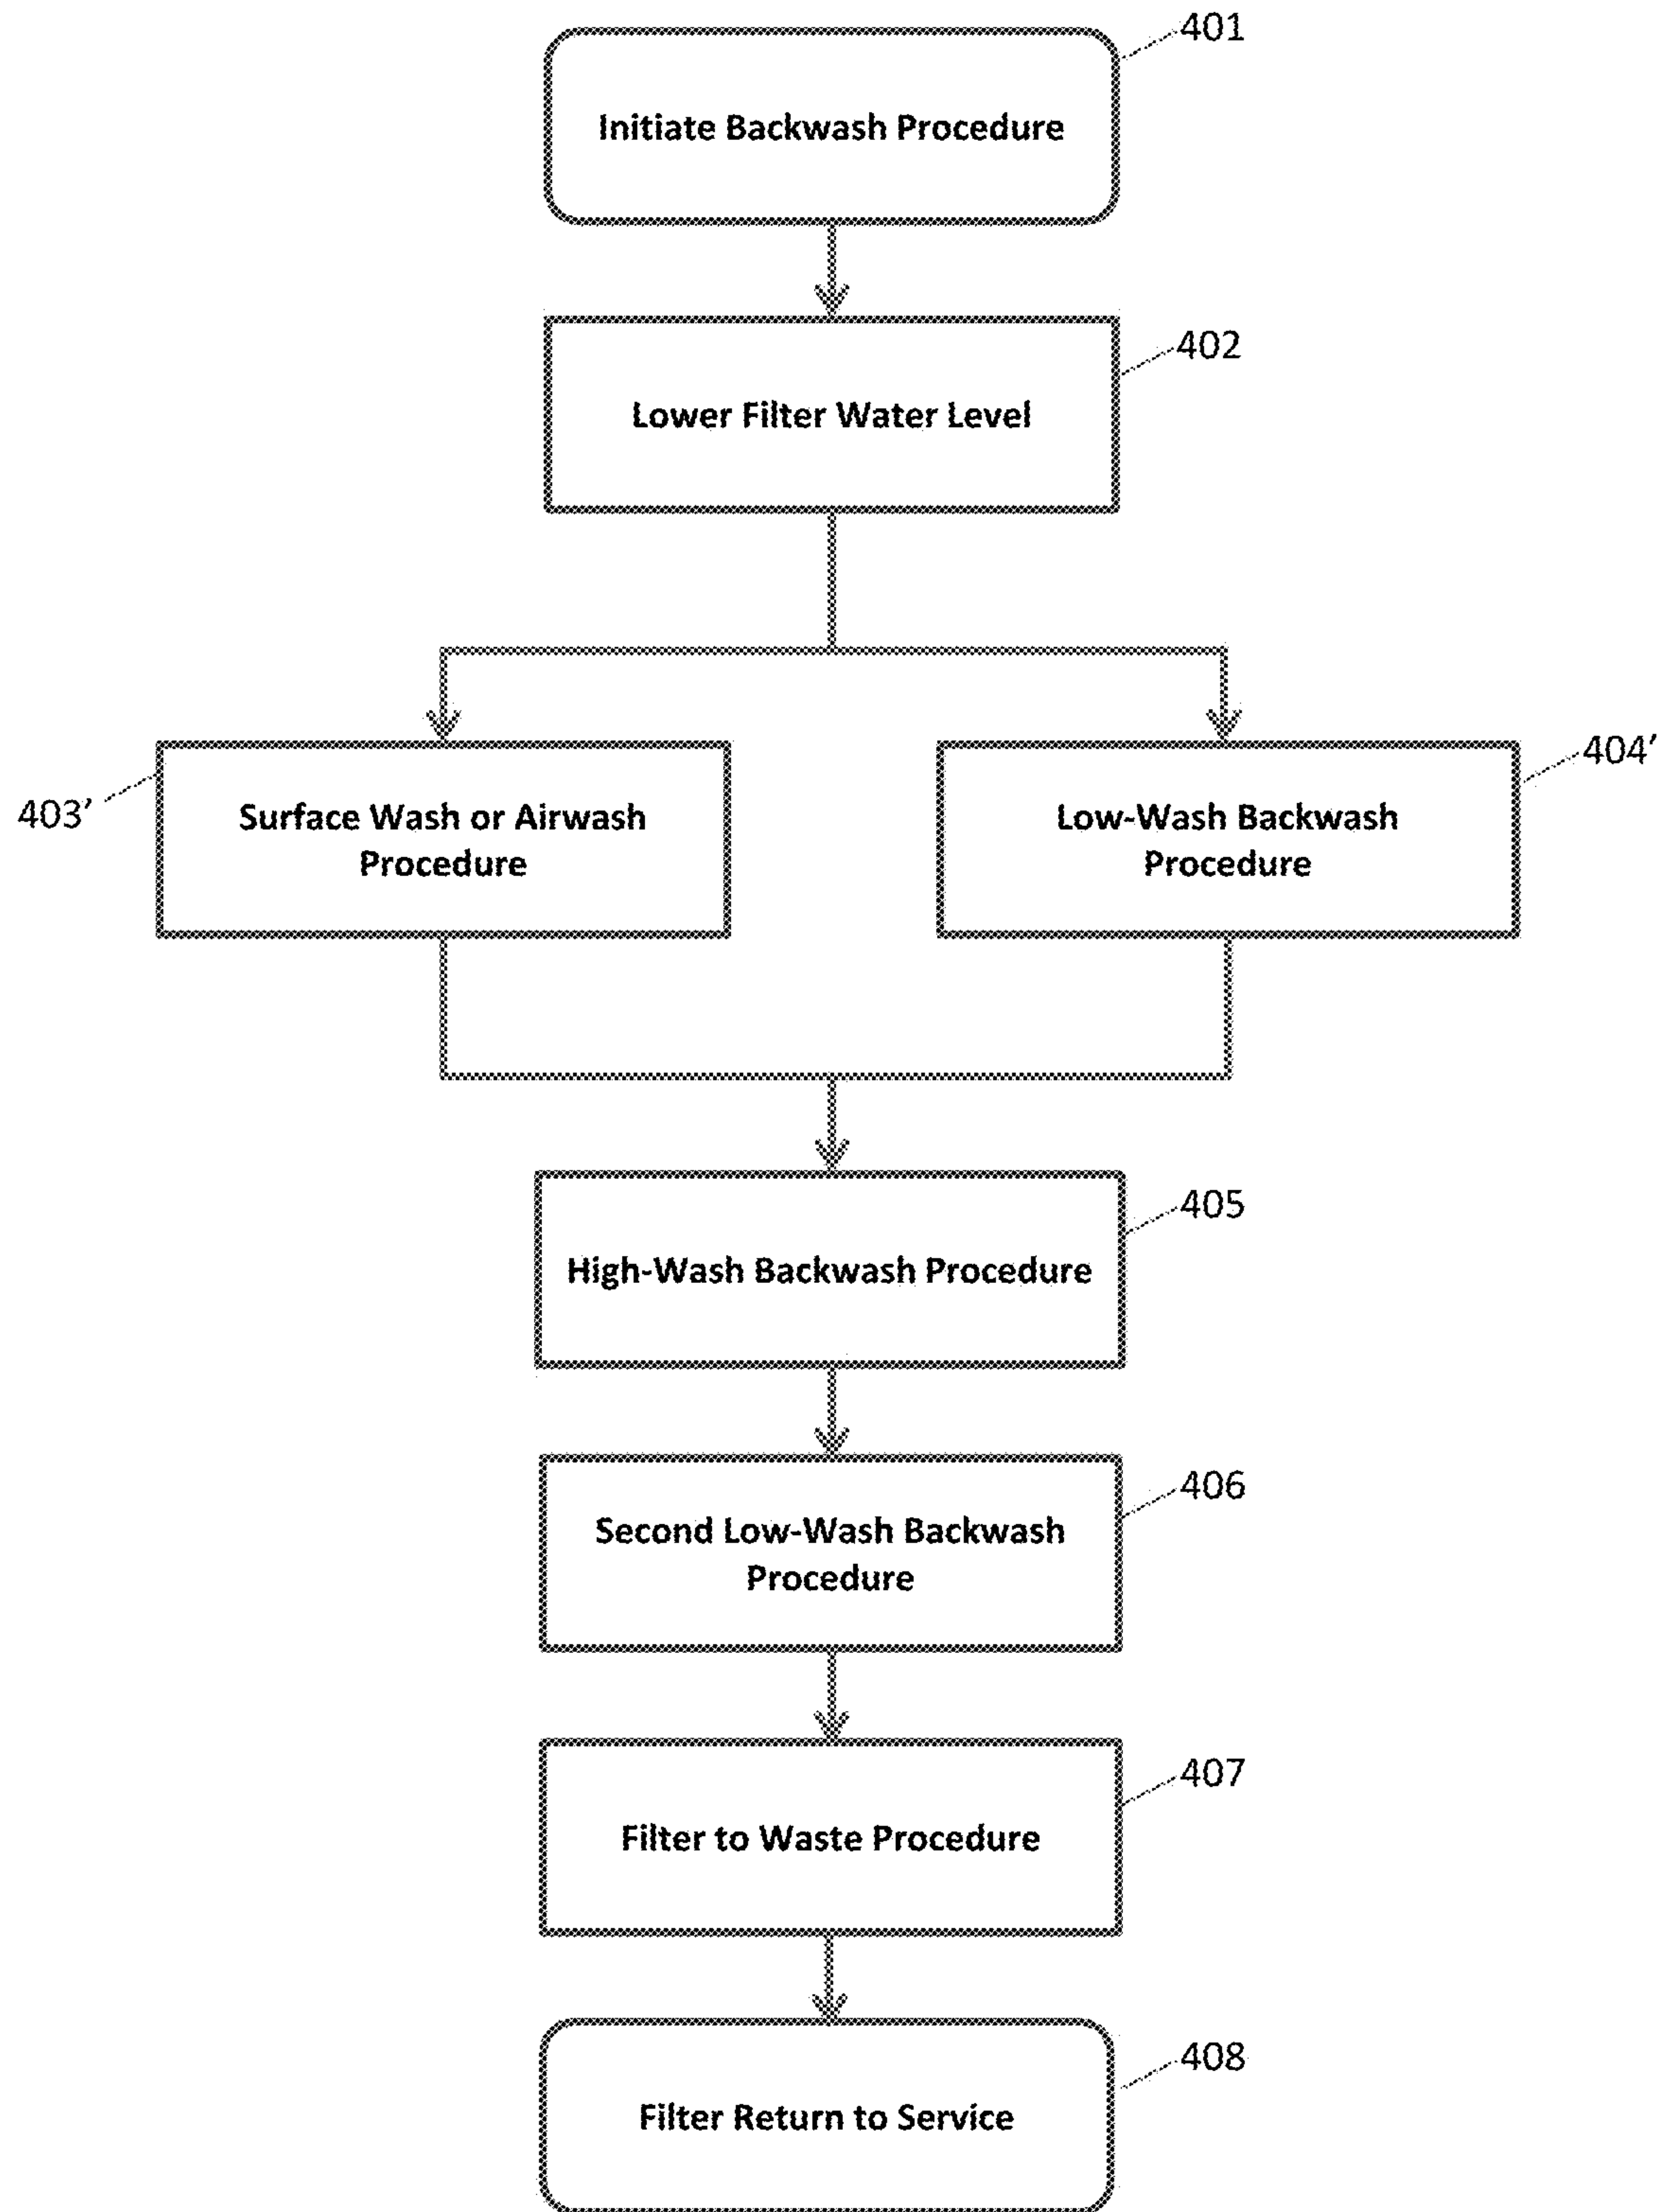 401
Initiate Backwash Procedure
402
Lower Filter Water Level
403’
Surface Wash or Airwash
Procedure
404’
Low-Wash Backwash
Procedure
405
High-Wash Backwash Procedure
406
Second Low-Wash Backwash
Procedure
407
Filter to Waste Procedure
408
Filter Return to Service